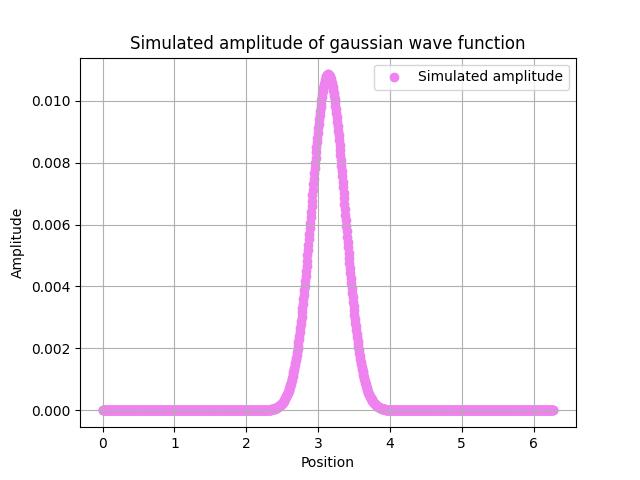 Simulated amplitude of gaussian wave function
Simulated amplitude
Amplitude
0.010
0.008
0.006
0.004
0.002
0.000
0 1 2 3 4 5 6
Position